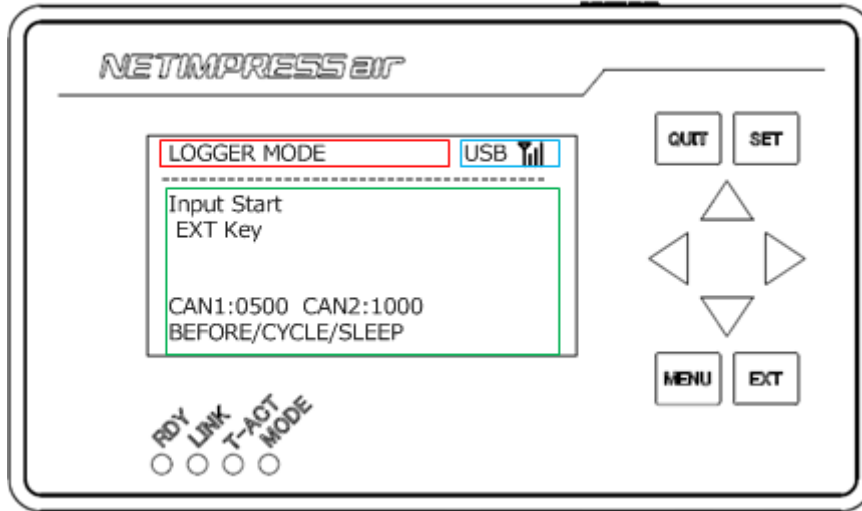 NETIMPRESS air
LOGGER MODE USB
Input Start
EXT Key
CAN1:0500 CAN2:1000
BEFORE/CYCLE/SLEEP
QUIT SET
MENU EXT
RDY LINK T-ACT MODE